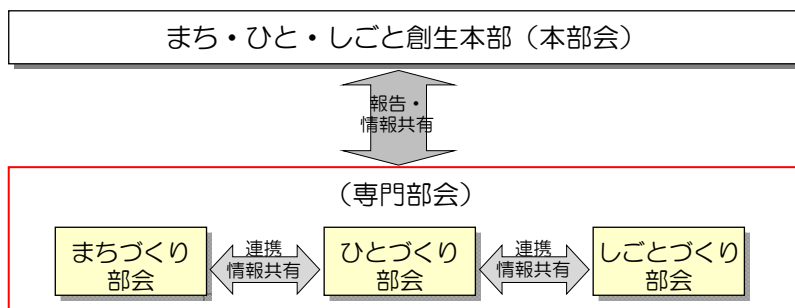 まち・ひと・しごと創生本部（本部会）
報告・
情報共有
（専門部会）
まちづくり
部会
連携
情報共有
ひとづくり
部会
連携
情報共有
しごとづくり
部会